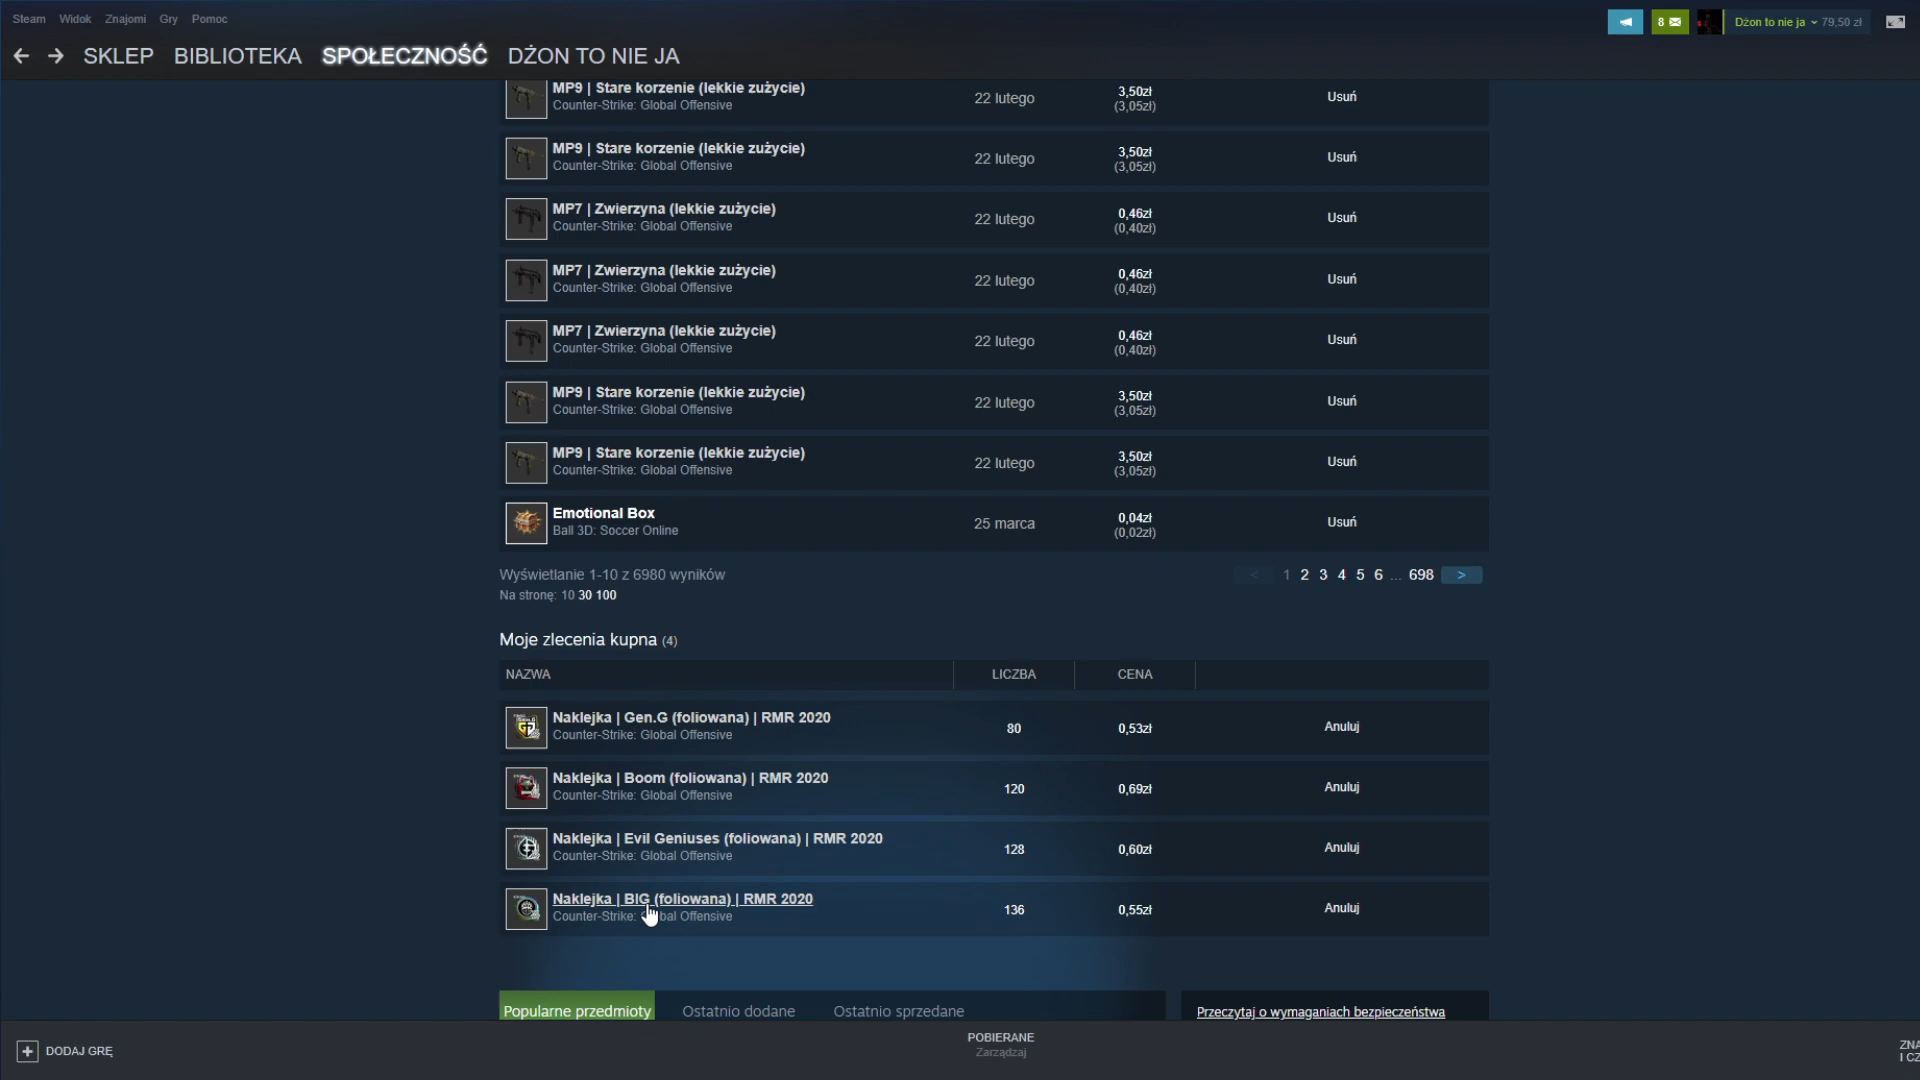 Steam Widok Znajomi Gry Pomoc
8 Dżon to nie ja 79,50 zł
SKLEP BIBLIOTEKA SPOŁECZNOŚĆ DŻON TO NIE JA
MP9 | Stare korzenie (lekkie zużycie)
Counter-Strike: Global Offensive
22 lutego
3,50zł
(3,05zł)
Usuń
MP9 | Stare korzenie (lekkie zużycie)
Counter-Strike: Global Offensive
22 lutego
3,50zł
(3,05zł)
Usuń
MP7 | Zwierzyna (lekkie zużycie)
Counter-Strike: Global Offensive
22 lutego
0,46zł
(0,40zł)
Usuń
MP7 | Zwierzyna (lekkie zużycie)
Counter-Strike: Global Offensive
22 lutego
0,46zł
(0,40zł)
Usuń
MP7 | Zwierzyna (lekkie zużycie)
Counter-Strike: Global Offensive
22 lutego
0,46zł
(0,40zł)
Usuń
MP9 | Stare korzenie (lekkie zużycie)
Counter-Strike: Global Offensive
22 lutego
3,50zł
(3,05zł)
Usuń
MP9 | Stare korzenie (lekkie zużycie)
Counter-Strike: Global Offensive
22 lutego
3,50zł
(3,05zł)
Usuń
Emotional Box
Ball 3D: Soccer Online
25 marca
0,04zł
(0,02zł)
Usuń
Wyświetlanie 1-10 z 6980 wyników
< 1 2 3 4 5 6 ... 698 >
Na stronę: 10 30 100
Moje zlecenia kupna (4)
NAZWA LICZBA CENA
Naklejka | Gen.G (foliowana) | RMR 2020
Counter-Strike: Global Offensive
80
0,53zł
Anuluj
Naklejka | Boom (foliowana) | RMR 2020
Counter-Strike: Global Offensive
120
0,69zł
Anuluj
Naklejka | Evil Geniuses (foliowana) | RMR 2020
Counter-Strike: Global Offensive
128
0,60zł
Anuluj
Naklejka | BIG (foliowana) | RMR 2020
Counter-Strike: Global Offensive
136
0,55zł
Anuluj
Popularne przedmioty Ostatnio dodane Ostatnio sprzedane
Przeczytaj o wymaganiach bezpieczeństwa
DODAJ GRĘ
POBIERANE
Zarządzaj
ZNA
I CZ